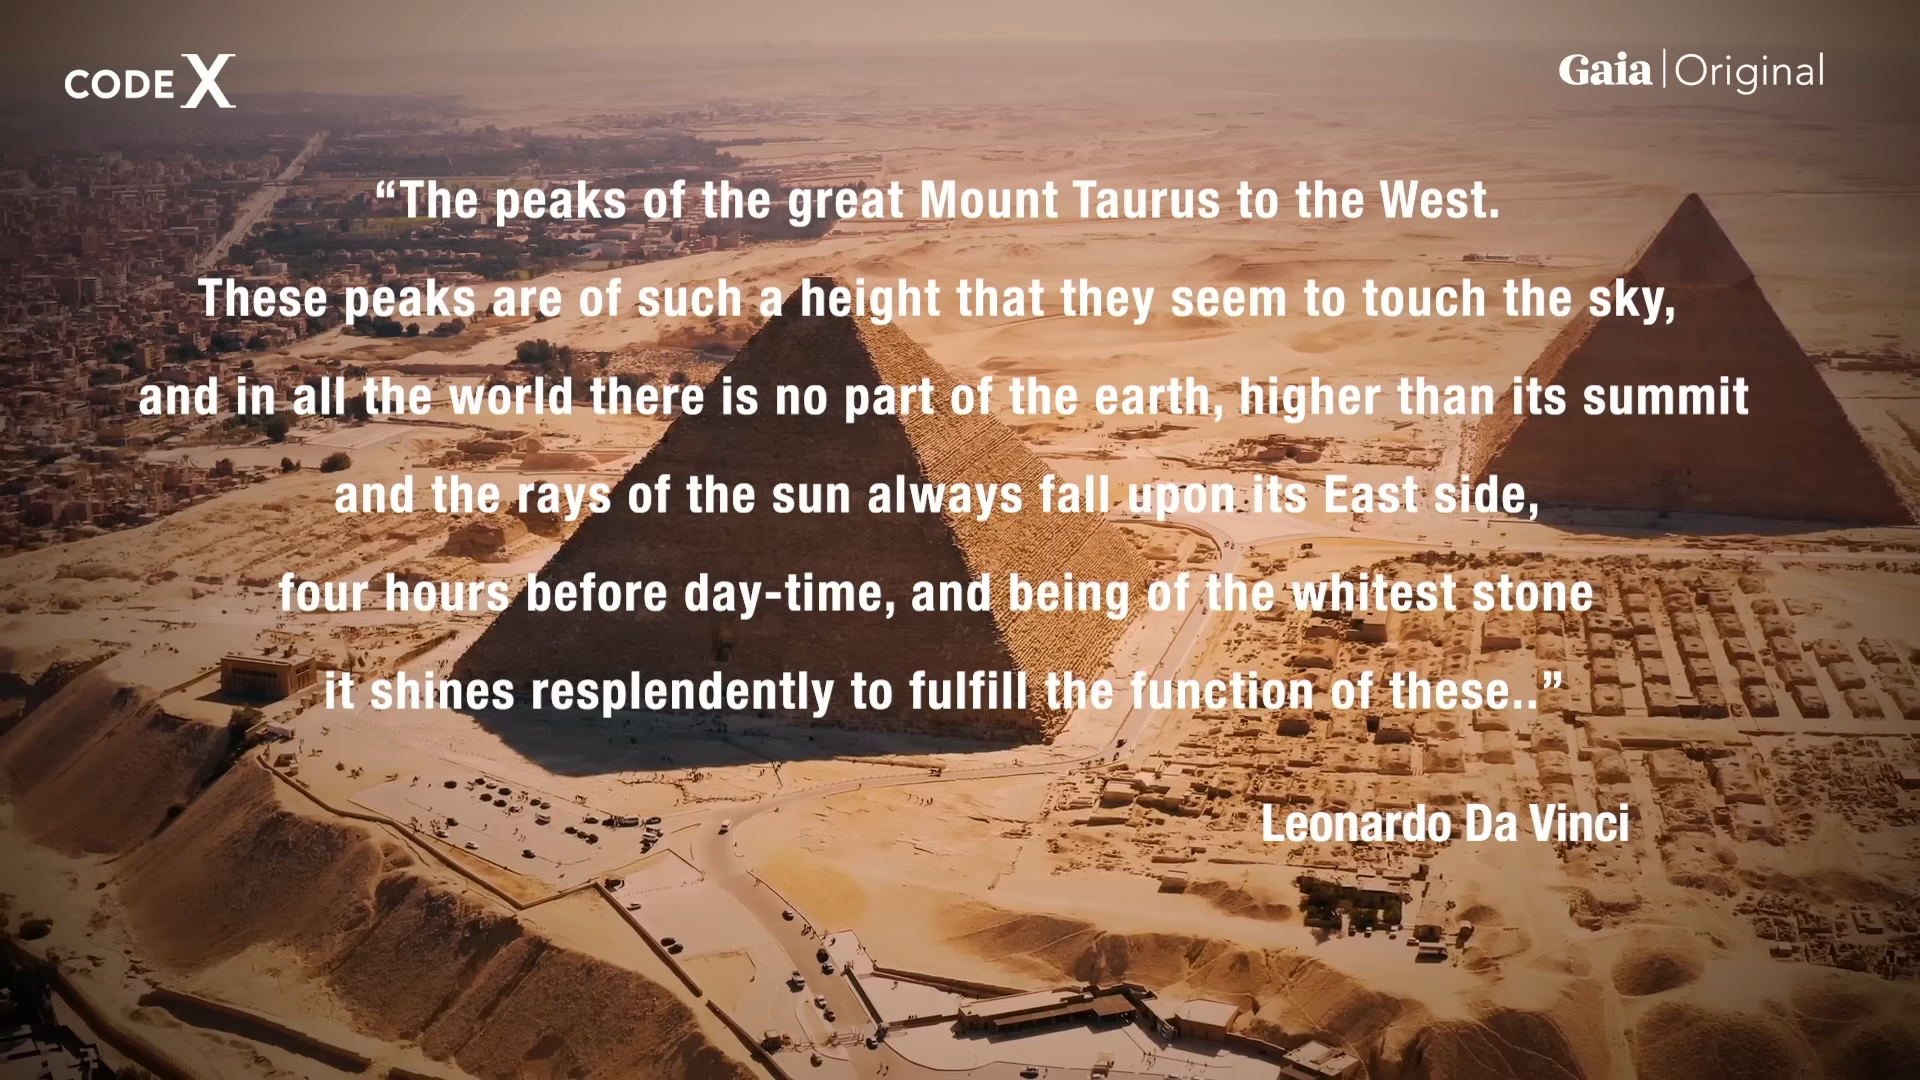 CODE X
Gaia | Original
“The peaks of the great Mount Taurus to the West.
These peaks are of such a height that they seem to touch the sky,
and in all the world there is no part of the earth, higher than its summit
and the rays of the sun always fall upon its East side,
four hours before day-time, and being of the whitest stone
it shines resplendently to fulfill the function of these..”
Leonardo Da Vinci